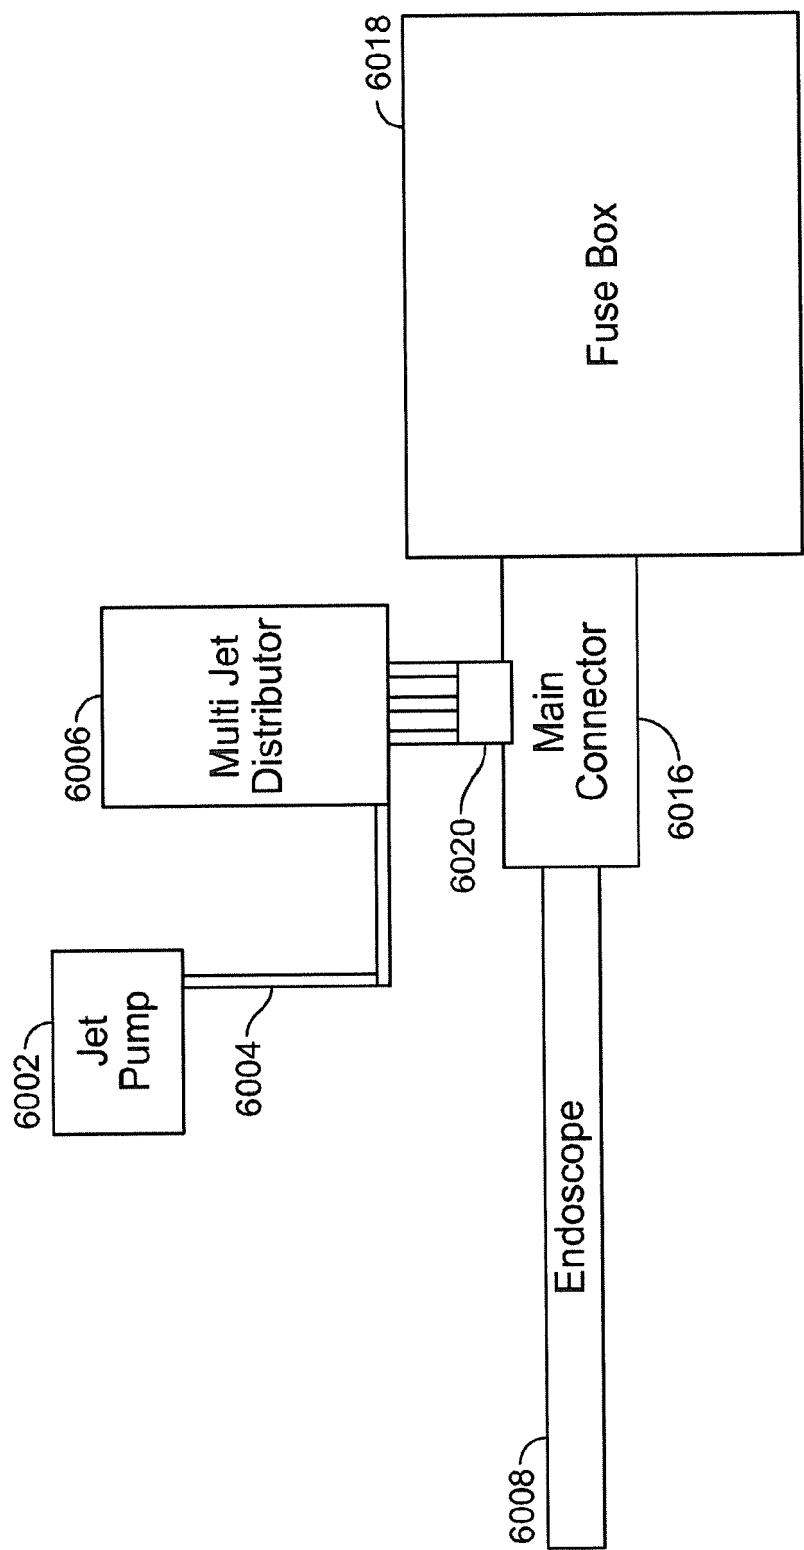 6002
Jet
Pump
6004
6006
Multi Jet
Distributor
6020
6008
Endoscope
Main
Connector
6016
6018
Fuse Box